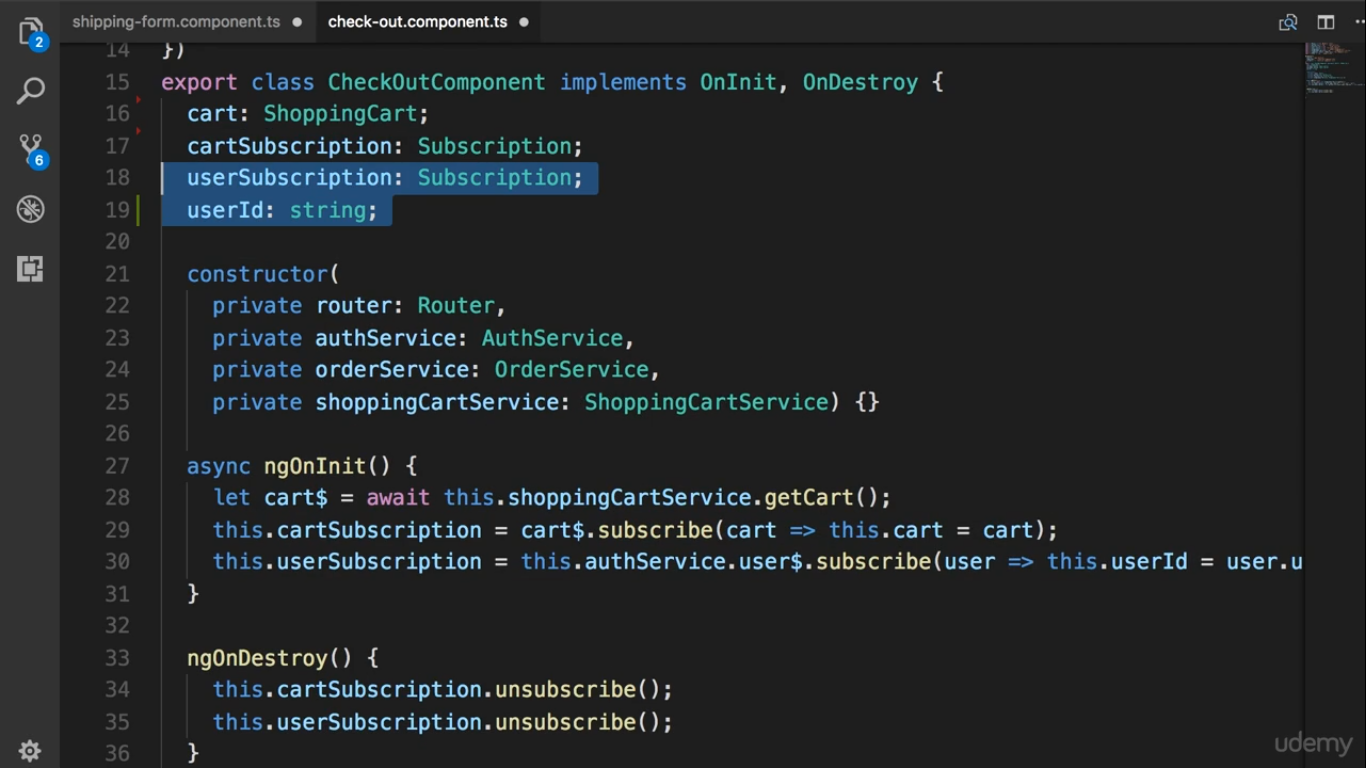 shipping-form.component.ts
check-out.component.ts
2
6
14 })
15 export class CheckOutComponent implements OnInit, OnDestroy {
16 cart: ShoppingCart;
17 cartSubscription: Subscription;
18 userSubscription: Subscription;
19 userId: string;
20
21 constructor(
22 private router: Router,
23 private authService: AuthService,
24 private orderService: OrderService,
25 private shoppingCartService: ShoppingCartService) {}
26
27 async ngOnInit() {
28 let cart$ = await this.shoppingCartService.getCart();
29 this.cartSubscription = cart$.subscribe(cart => this.cart = cart);
30 this.userSubscription = this.authService.user$.subscribe(user => this.userId = user.u
31 }
32
33 ngOnDestroy() {
34 this.cartSubscription.unsubscribe();
35 this.userSubscription.unsubscribe();
36 }
udemy